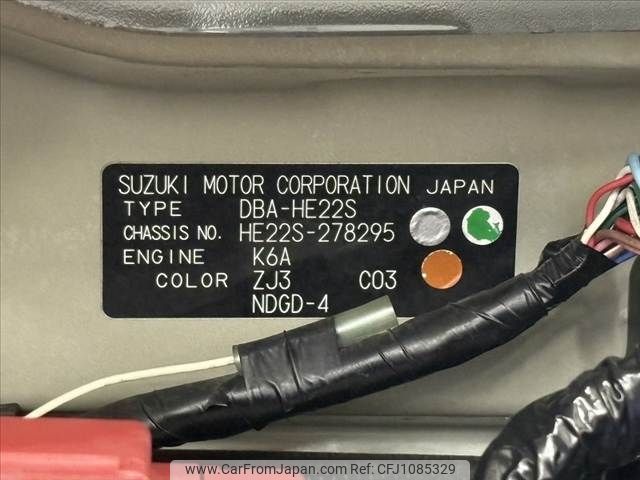 SUZUKI MOTOR CORPORATION JAPAN
TYPE DBA-HE22S
CHASSIS NO. HE22S-278295
ENGINE K6A
COLOR ZJ3 C03
NDGD-4
www.CarFromJapan.com | Ref No. CFJ1085329